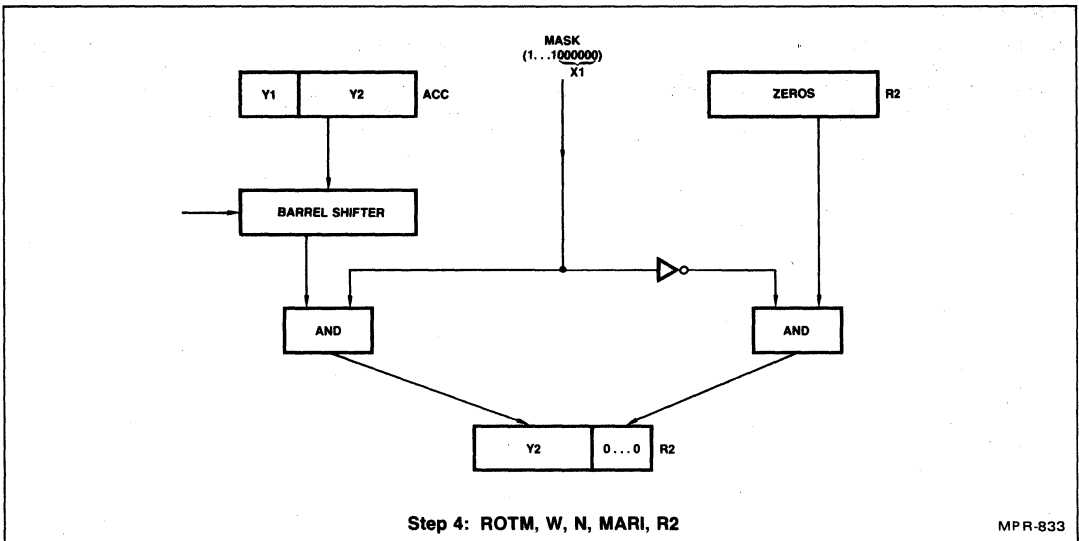 MASK
(1. . .1000000)
X1
Y1 Y2 ACC
ZEROS R2
BARREL SHIFTER
AND
AND
Y2 0 . . . 0 R2
Step 4: ROTM, W, N, MARI, R2
MPR-833